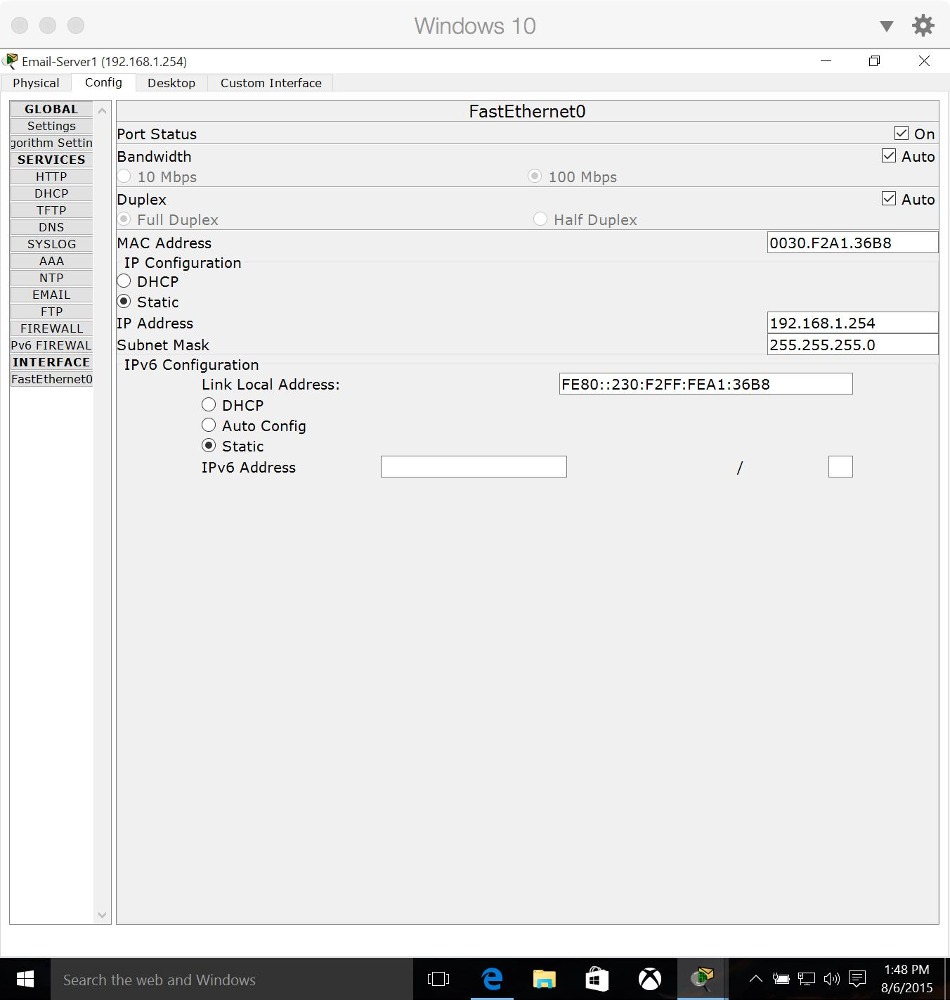 Windows 10
Email-Server1 (192.168.1.254)
Physical Config Desktop Custom Interface
GLOBAL
Settings
gorithm Settin
SERVICES
HTTP
DHCP
TFTP
DNS
SYSLOG
AAA
NTP
EMAIL
FTP
FIREWALL
Pv6 FIREWAL
INTERFACE
FastEthernet0
FastEthernet0
Port Status On
Bandwidth Auto
10 Mbps 100 Mbps
Duplex Auto
Full Duplex Half Duplex
MAC Address 0030.F2A1.36B8
IP Configuration
DHCP
Static
IP Address 192.168.1.254
Subnet Mask 255.255.255.0
IPv6 Configuration
Link Local Address: FE80::230:F2FF:FEA1:36B8
DHCP
Auto Config
Static
IPv6 Address /
Search the web and Windows
1:48 PM
8/6/2015